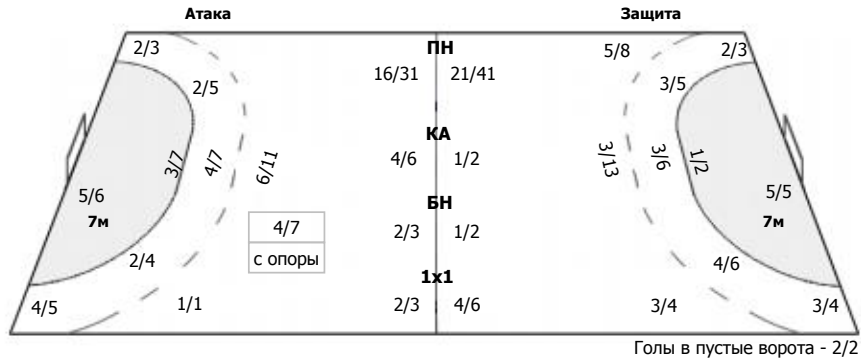 Атака Защита
2/3 ПН 5/8 2/3
2/5 16/31 21/41 3/5
КА
3/7 4/7 6/11 4/6 1/2 3/13 3/6 1/2
5/6 БН 5/5
7м 4/7 2/3 1/2 7м
2/4 с опоры 4/6
1x1
4/5 1/1 2/3 4/6 3/4 3/4
Голы в пустые ворота - 2/2